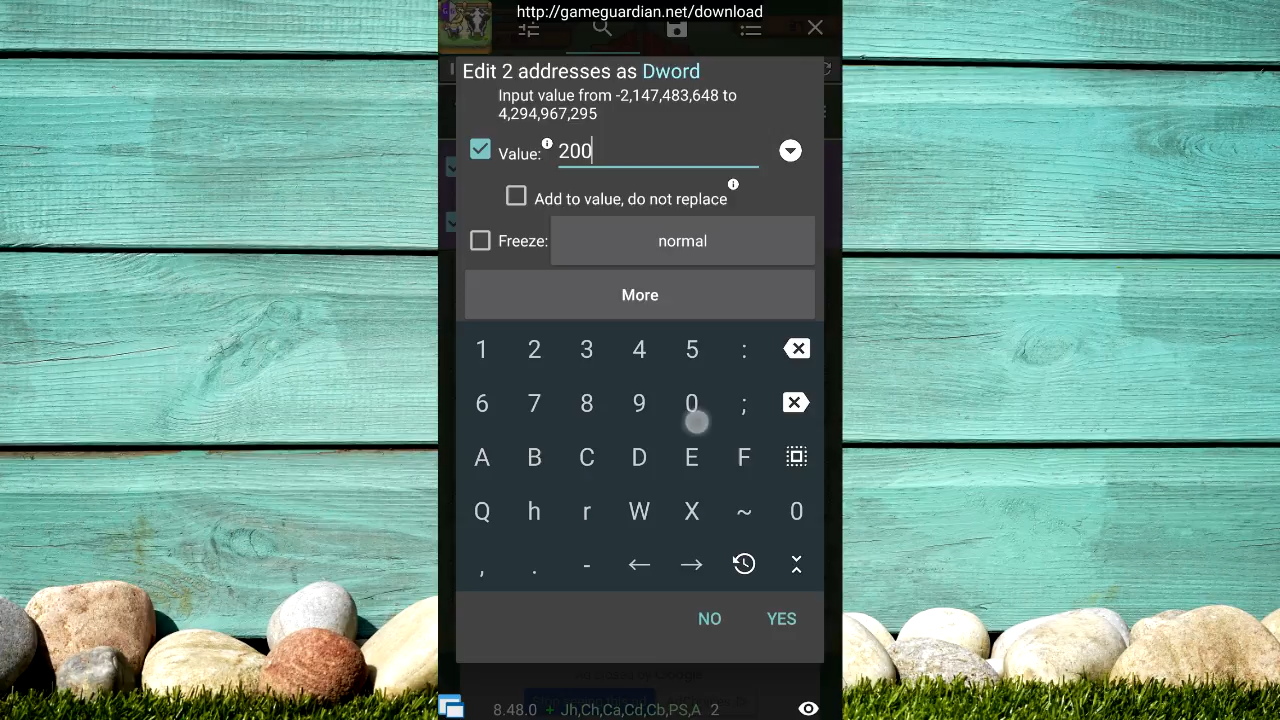 http://gameguardian.net/download
Edit 2 addresses as Dword
Input value from -2,147,483,648 to
4,294,967,295
Value: 200
Add to value, do not replace
Freeze: normal
More
1 2 3 4 5 :
6 7 8 9 0 ;
A B C D E F
Q h r W X ~ 0
, . - ← →
NO YES
8.48.0 + Jh,Ch,Ca,Cd,Cb,PS,A 2